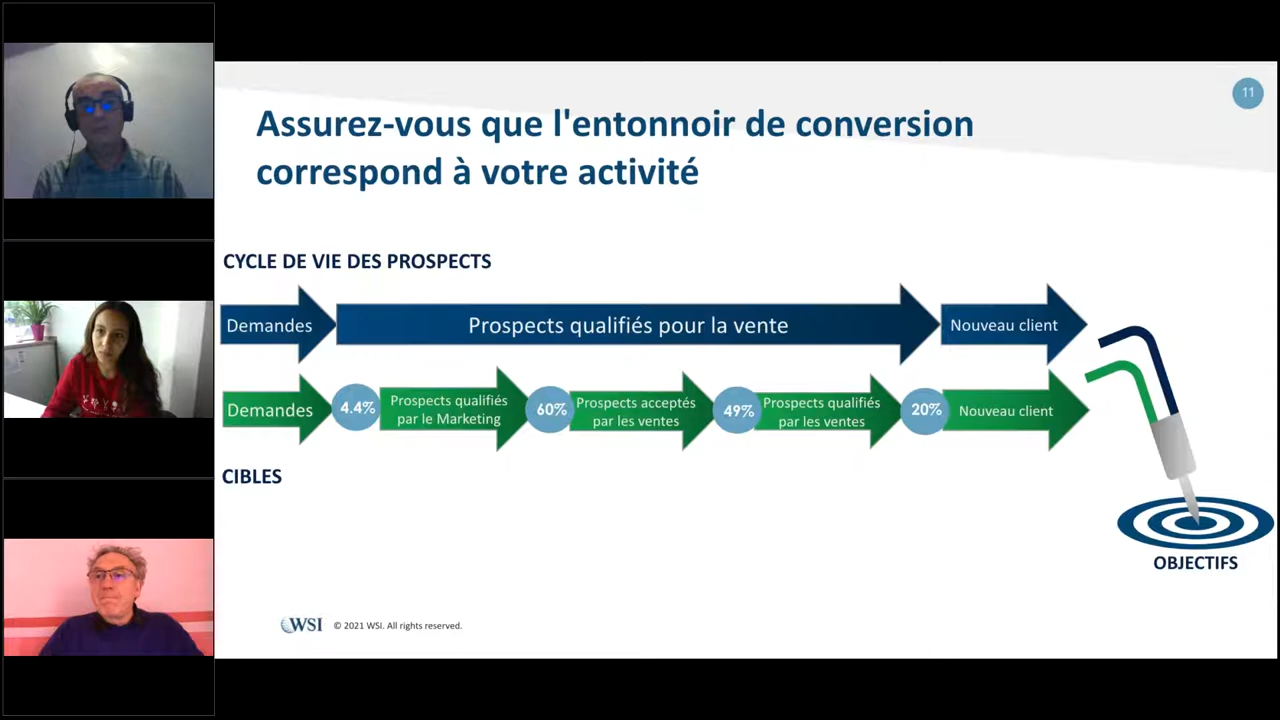 11
Assurez-vous que l'entonnoir de conversion
correspond à votre activité
CYCLE DE VIE DES PROSPECTS
Demandes
Prospects qualifiés pour la vente
Nouveau client
Demandes
4.4%
Prospects qualifiés
par le Marketing
60%
Prospects acceptés
par les ventes
49%
Prospects qualifiés
par les ventes
20%
Nouveau client
CIBLES
OBJECTIFS
WSI
© 2021 WSI. All rights reserved.